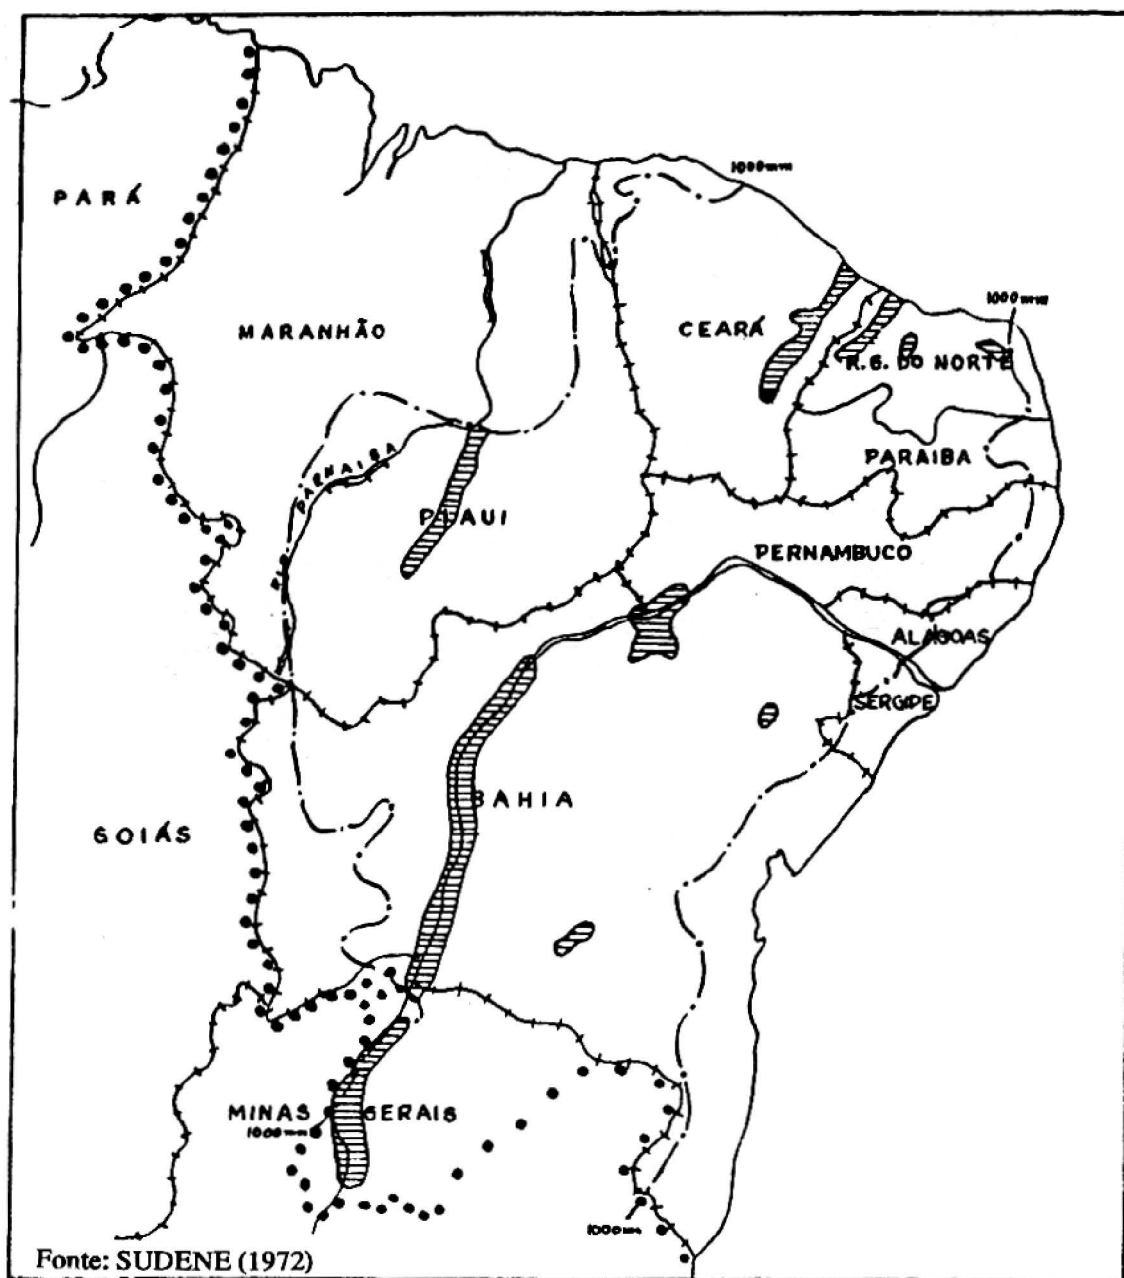 1000mm
PARÁ
1000mm
MARANHÃO
CEARÁ
R. G. DO NORTE
PARAIBA
PARNAIBA
PIAUI
PERNAMBUCO
ALAGOAS
SERGIPE
BAHIA
GOIÁS
MINAS GERAIS
1000mm
1000mm
Fonte: SUDENE (1972)